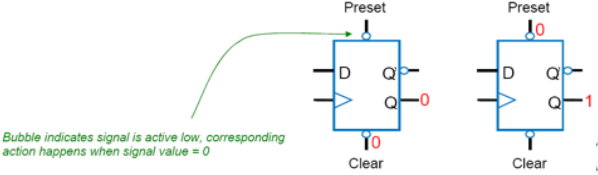 Preset
Preset
0
D
Q'
D
Q'
Q
0
Q
1
Bubble indicates signal is active low, corresponding
action happens when signal value = 0
0
Clear
Clear